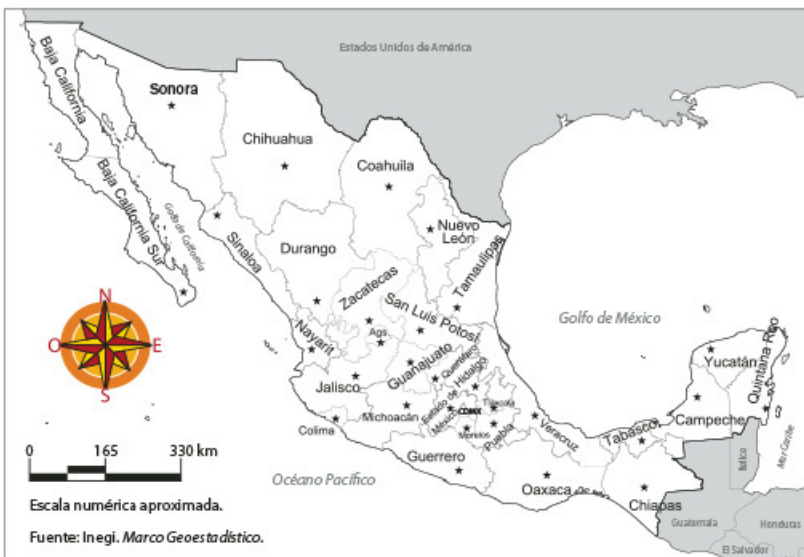 Estados Unidos de América
Baja California
Sonora
Chihuahua
Coahuila
Baja California Sur
Golfo de California
Sinaloa
Durango
Nuevo
León
Tamaulipas
Zacatecas
San Luis Potosí
Golfo de México
N
O
E
S
Nayarit
Ags.
Guanajuato
Querétaro
Hidalgo
Jalisco
Estado de
México
CDMX
Tlaxcala
Michoacán
Morelos
Puebla
Veracruz
Colima
Guerrero
Oaxaca
Tabasco
Chiapas
Campeche
Yucatán
Quintana Roo
Mar Caribe
Belice
Guatemala
Honduras
El Salvador
Océano Pacífico
0 165 330 km
Escala numérica aproximada.
Fuente: Inegi. Marco Geoestadístico.